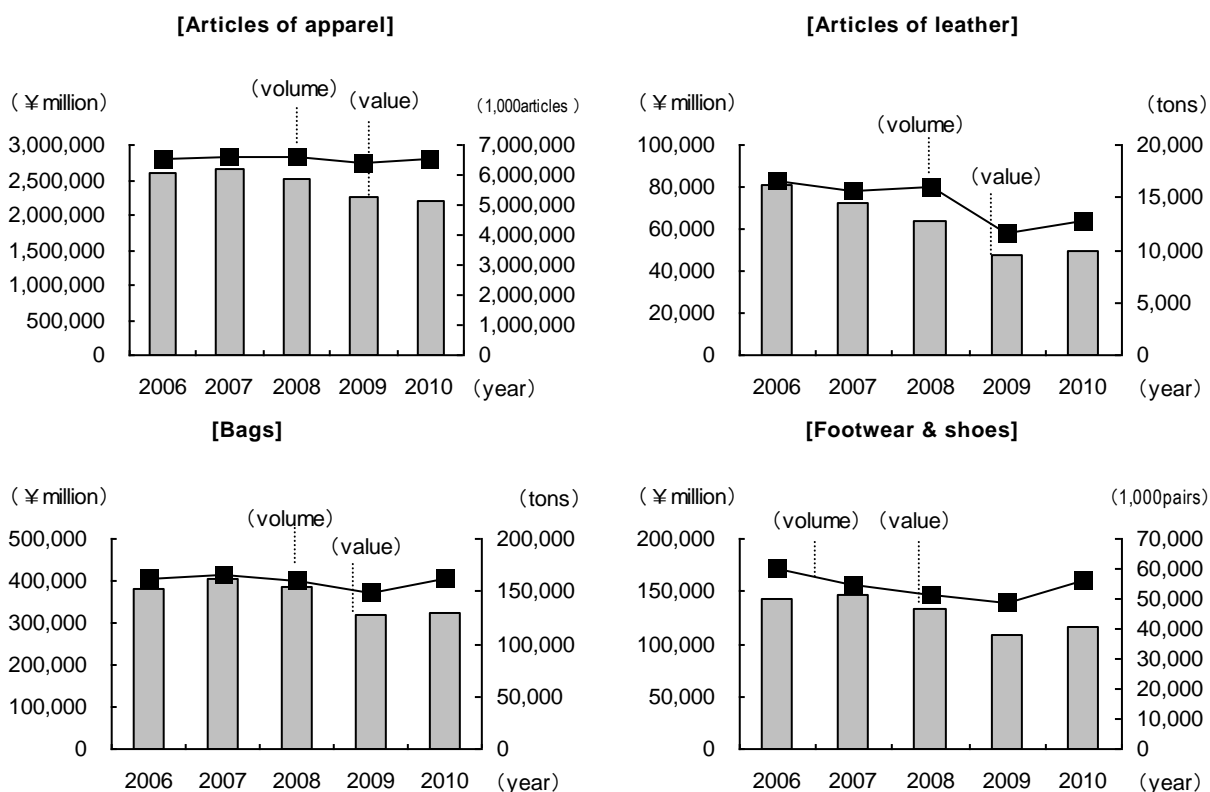 [Articles of apparel]
(volume)
(value)
(￥million)
(1,000articles )
3,000,000
2,500,000
2,000,000
1,500,000
1,000,000
500,000
0
7,000,000
6,000,000
5,000,000
4,000,000
3,000,000
2,000,000
1,000,000
0
2006 2007 2008 2009 2010 (year)
[Articles of leather]
(￥million)
(tons)
(volume)
(value)
100,000
80,000
60,000
40,000
20,000
0
20,000
15,000
10,000
5,000
0
2006 2007 2008 2009 2010 (year)
[Bags]
(￥million)
(tons)
(volume)
(value)
500,000
400,000
300,000
200,000
100,000
0
200,000
150,000
100,000
50,000
0
2006 2007 2008 2009 2010 (year)
[Footwear & shoes]
(￥million)
(1,000pairs)
(volume) (value)
200,000
150,000
100,000
50,000
0
70,000
60,000
50,000
40,000
30,000
20,000
10,000
0
2006 2007 2008 2009 2010 (year)